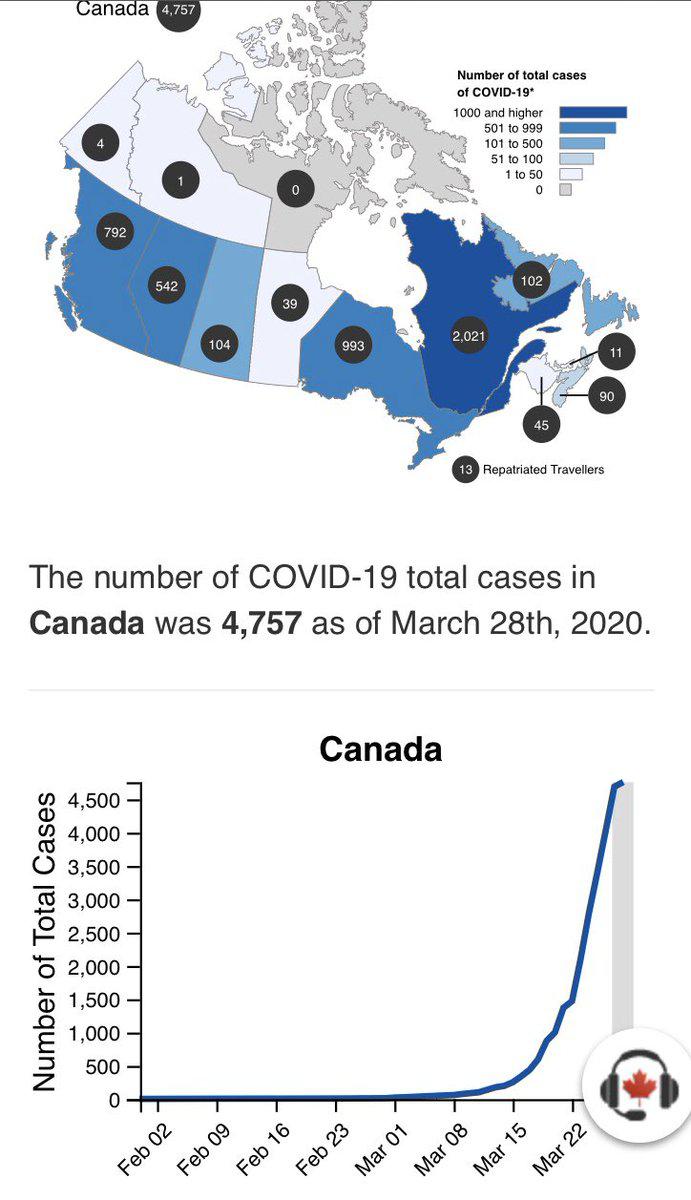 Canada 4,757
Number of total cases
of COVID-19*
1000 and higher
501 to 999
101 to 500
51 to 100
1 to 50
0
4
1
0
792
542
104
39
993
2,021
102
11
90
45
13 Repatriated Travellers
The number of COVID-19 total cases in
Canada was 4,757 as of March 28th, 2020.
Canada
Number of Total Cases
4,500
4,000
3,500
3,000
2,500
2,000
1,500
1,000
500
0
Feb 02
Feb 09
Feb 16
Feb 23
Mar 01
Mar 08
Mar 15
Mar 22